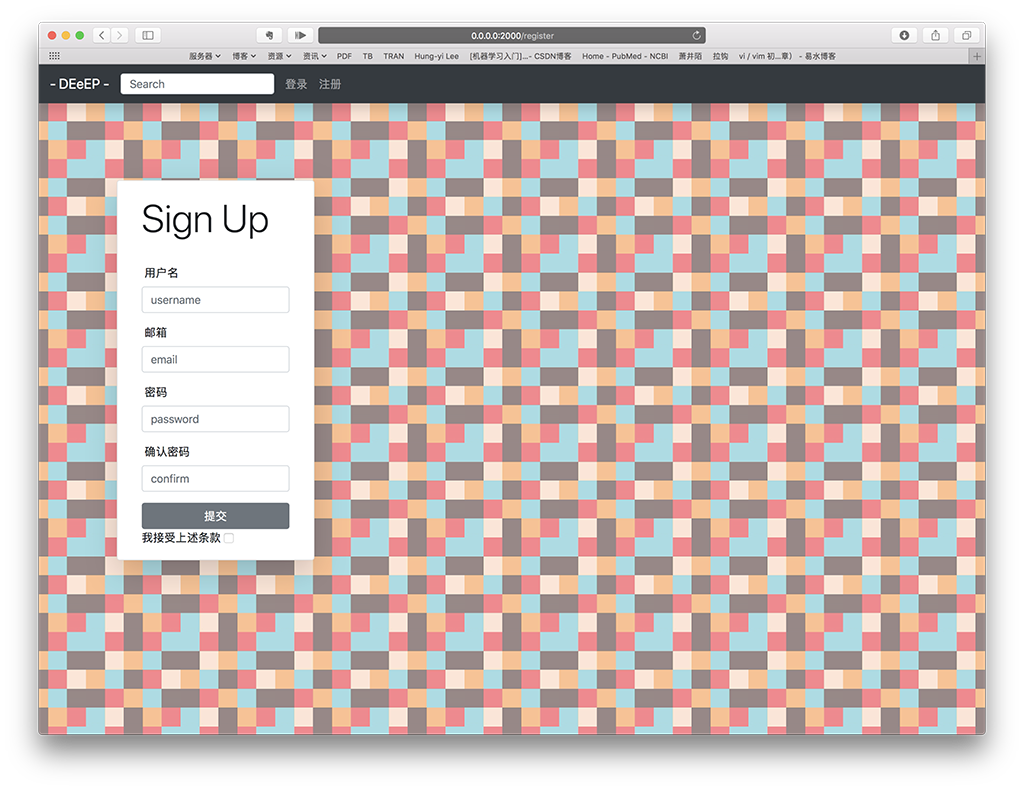 0.0.0.0:2000/register
服务器 博客 资源 资讯 PDF TB TRAN Hung-yi Lee [机器学习入门]...- CSDN博客 Home - PubMed - NCBI 萧井陌 拉钩 vi / vim 初...章） - 易水博客
- DEeEP - Search 登录 注册
Sign Up
用户名
username
邮箱
email
密码
password
确认密码
confirm
提交
我接受上述条款